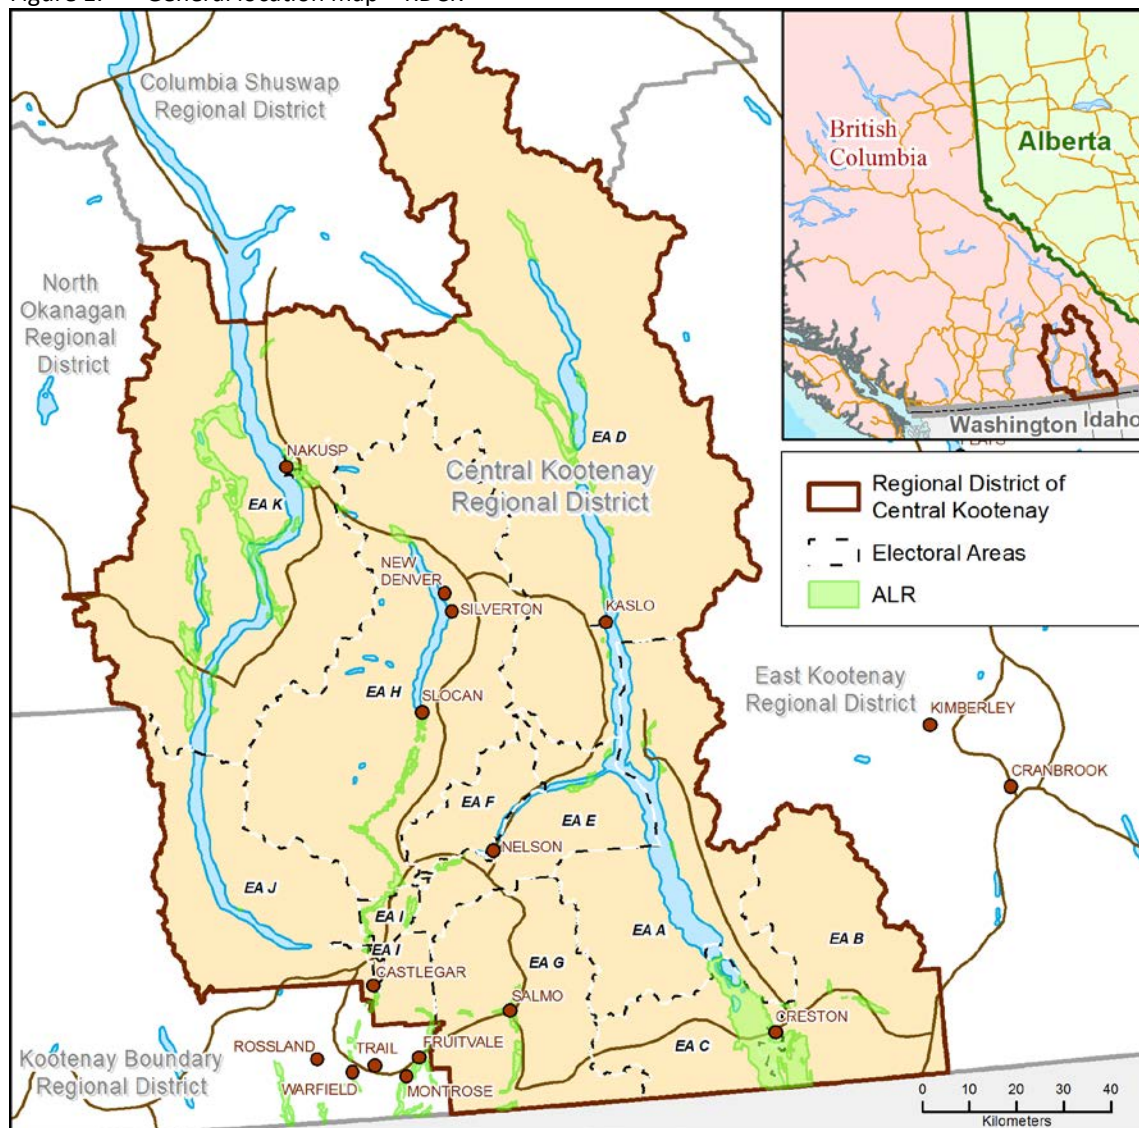 Columbia Shuswap
Regional District
British
Columbia
Alberta
Washington
Idaho
North
Okanagan
Regional
District
NAKUSP
EA K
EA D
Central Kootenay
Regional District
Regional District of
Central Kootenay
Electoral Areas
ALR
NEW
DENVER
SILVERTON
KASLO
EA H
SLOCAN
East Kootenay
Regional District
KIMBERLEY
CRANBROOK
EA F
EA E
NELSON
EA J
EA I
EA I
EA A
EA B
EA G
CASTLEGAR
SALMO
CRESTON
EA C
Kootenay Boundary
Regional District
ROSSLAND
TRAIL
FRUITVALE
WARFIELD
MONTROSE
0 10 20 30 40
Kilometers